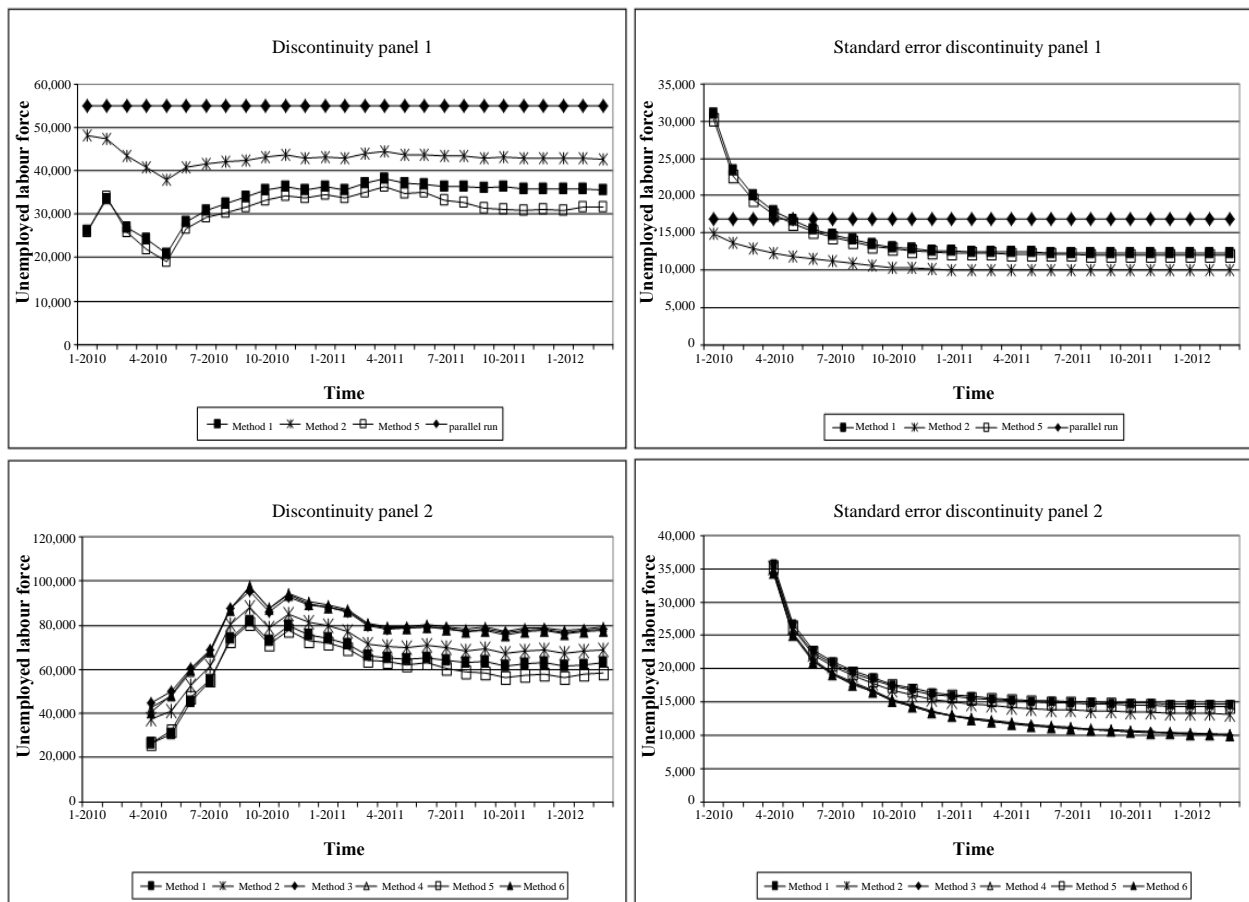 Discontinuity panel 1
Unemployed labour force
60,000
50,000
40,000
30,000
20,000
10,000
0
1-2010 4-2010 7-2010 10-2010 1-2011 4-2011 7-2011 10-2011 1-2012
Time
Method 1 Method 2 Method 5 parallel run
Standard error discontinuity panel 1
Unemployed labour force
35,000
30,000
25,000
20,000
15,000
10,000
5,000
0
1-2010 4-2010 7-2010 10-2010 1-2011 4-2011 7-2011 10-2011 1-2012
Time
Method 1 Method 2 Method 5 parallel run
Discontinuity panel 2
Unemployed labour force
120,000
100,000
80,000
60,000
40,000
20,000
0
1-2010 4-2010 7-2010 10-2010 1-2011 4-2011 7-2011 10-2011 1-2012
Time
Method 1 Method 2 Method 3 Method 4 Method 5 Method 6
Standard error discontinuity panel 2
Unemployed labour force
40,000
35,000
30,000
25,000
20,000
15,000
10,000
5,000
0
1-2010 4-2010 7-2010 10-2010 1-2011 4-2011 7-2011 10-2011 1-2012
Time
Method 1 Method 2 Method 3 Method 4 Method 5 Method 6